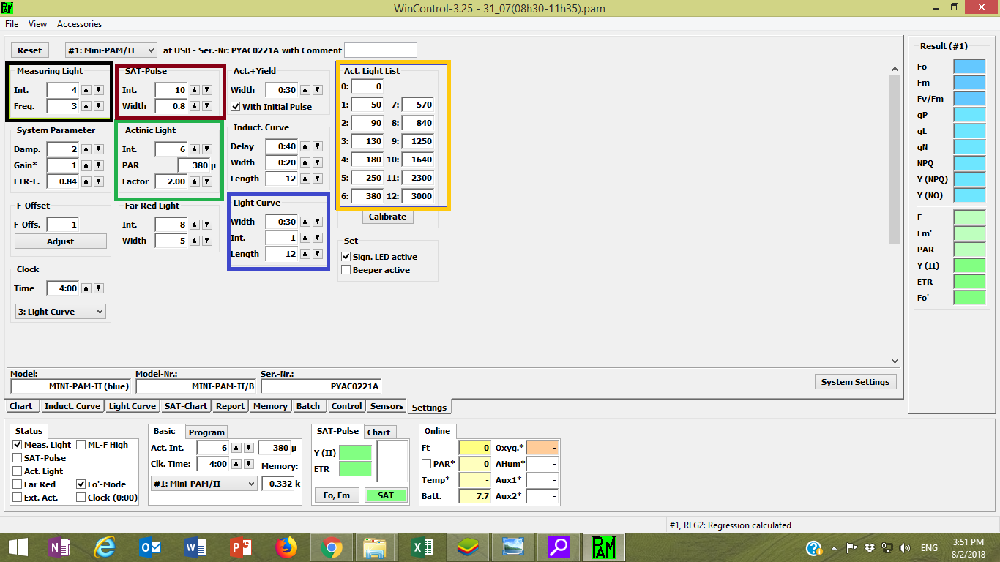 PAM WinControl-3.25 - 31_07(08h30-11h35).pam
File View Accessories
Reset #1: Mini-PAM/II at USB - Ser.-Nr: PYAC0221A with Comment
Measuring Light
Int. 4
Freq. 3
System Parameter
Damp. 2
Gain* 1
ETR-F. 0.84
F-Offset
F-Offs. 1
Adjust
Clock
Time 4:00
3: Light Curve
SAT-Pulse
Int. 10
Width 0.8
Actinic Light
Int. 6
PAR 380 µ
Factor 2.00
Far Red Light
Int. 8
Width 5
Act.+Yield
Width 0:30
With Initial Pulse
Induct. Curve
Delay 0:40
Width 0:20
Length 12
Light Curve
Width 0:30
Int. 1
Length 12
Act. Light List
0: 0
1: 50 7: 570
2: 90 8: 840
3: 130 9: 1250
4: 180 10: 1640
5: 250 11: 2300
6: 380 12: 3000
Calibrate
Set
Sign. LED active
Beeper active
Result (#1)
Fo
Fm
Fv/Fm
qP
qL
qN
NPQ
Y (NPQ)
Y (NO)
F
Fm'
PAR
Y (II)
ETR
Fo'
Model: Model-Nr.: Ser.-Nr.:
MINI-PAM-II (blue) MINI-PAM-II/B PYAC0221A
System Settings
Chart Induct. Curve Light Curve SAT-Chart Report Memory Batch Control Sensors Settings
Status
Meas. Light ML-F High
SAT-Pulse
Act. Light
Far Red Fo'-Mode
Ext. Act. Clock (0:00)
Basic Program
Act. Int. 6 380 µ
Clk. Time: 4:00 Memory:
#1: Mini-PAM/II 0.332 k
SAT-Pulse Chart
Y (II)
ETR
Fo, Fm SAT
Online
Ft 0 Oxyg.* -
PAR* 0 AHum* -
Temp* - Aux1* -
Batt. 7.7 Aux2* -
#1, REG2: Regression calculated
ENG
3:51 PM
8/2/2018
PAM